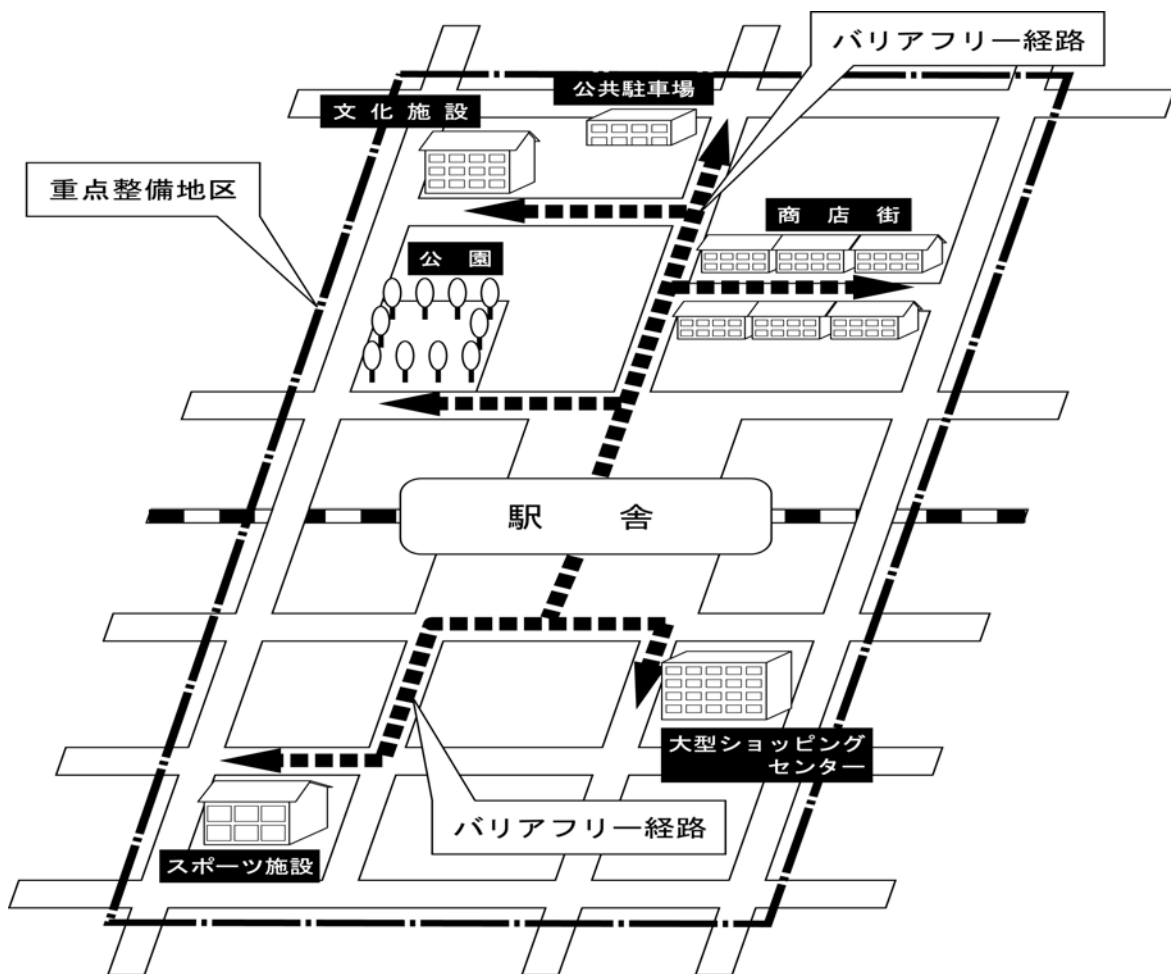 バリアフリー経路
公共駐車場
文化施設
重点整備地区
商店街
公園
駅舎
大型ショッピング
センター
バリアフリー経路
スポーツ施設